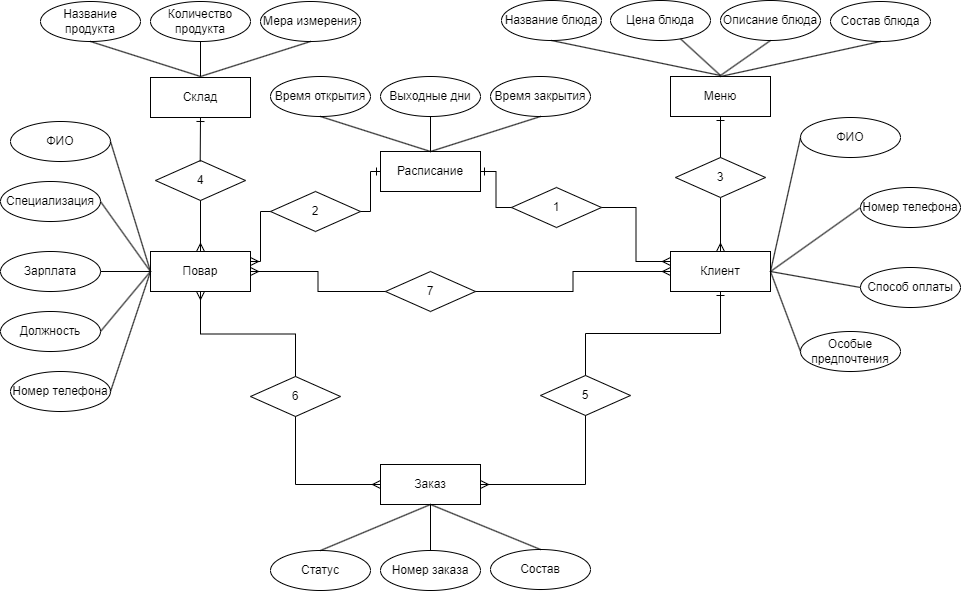 Название
продукта
Количество
продукта
Мера измерения
Название блюда
Цена блюда
Описание блюда
Состав блюда
Склад
Время открытия
Выходные дни
Время закрытия
Меню
ФИО
ФИО
Расписание
4
3
Специализация
Номер телефона
2
1
Зарплата
Повар
Клиент
7
Способ оплаты
Должность
Особые
предпочтения
Номер телефона
6
5
Заказ
Статус
Номер заказа
Состав